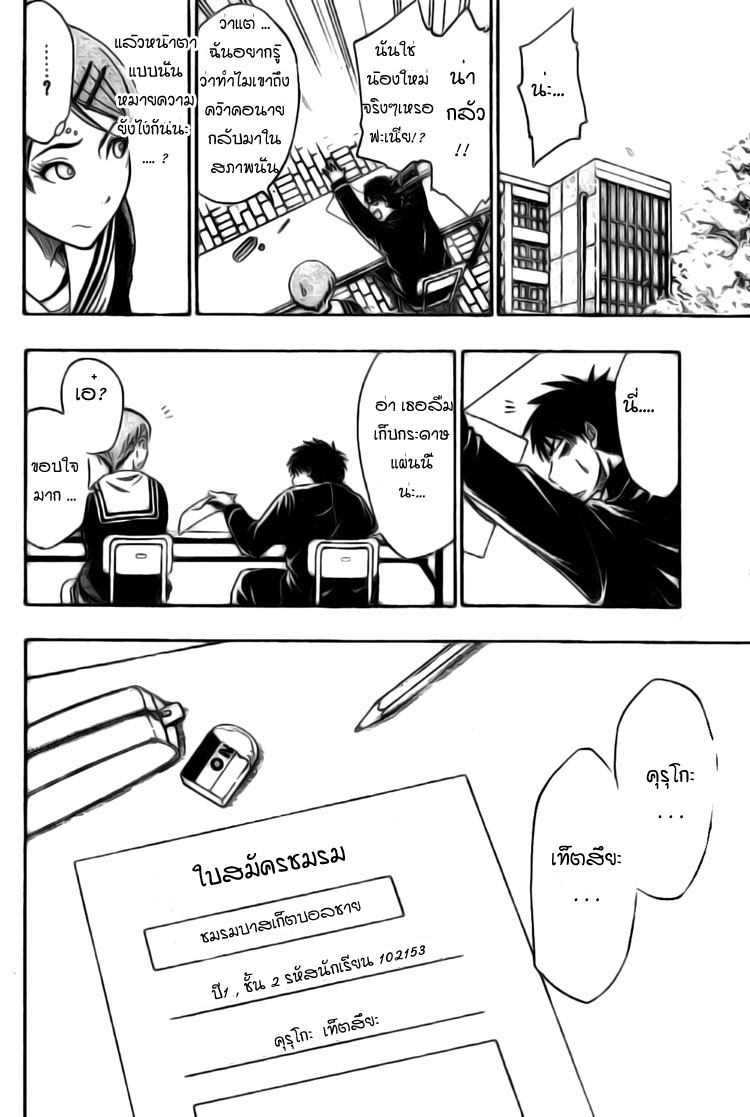 น่ะ...
น่า
กลัว
!!
นั่นใช่
น้องใหม่
จริงๆเหรอ
ฟะเนี่ย!?
ว่าแต่ ...
ฉันอยากรู้
ว่าทำไมเขาถึง
คว้าคอนาย
กลับมาใน
สภาพนั้น
แล้วหน้าตา
แบบนั้น
หมายความ
ยังไงกันน่ะ
.... ?
...... ?
นี่....
อ่า เธอลืม
เก็บกระดาษ
แผ่นนี้
น่ะ...
เอ๋?
ขอบใจ
มาก ...
คุรุโกะ
...
เท็ตสึยะ
...
NO
ใบสมัครชมรม
ชมรมบาสเก็ตบอลชาย
ปี1 , ชั้น 2 รหัสนักเรียน 102153
คุรุโกะ เท็ตสึยะ